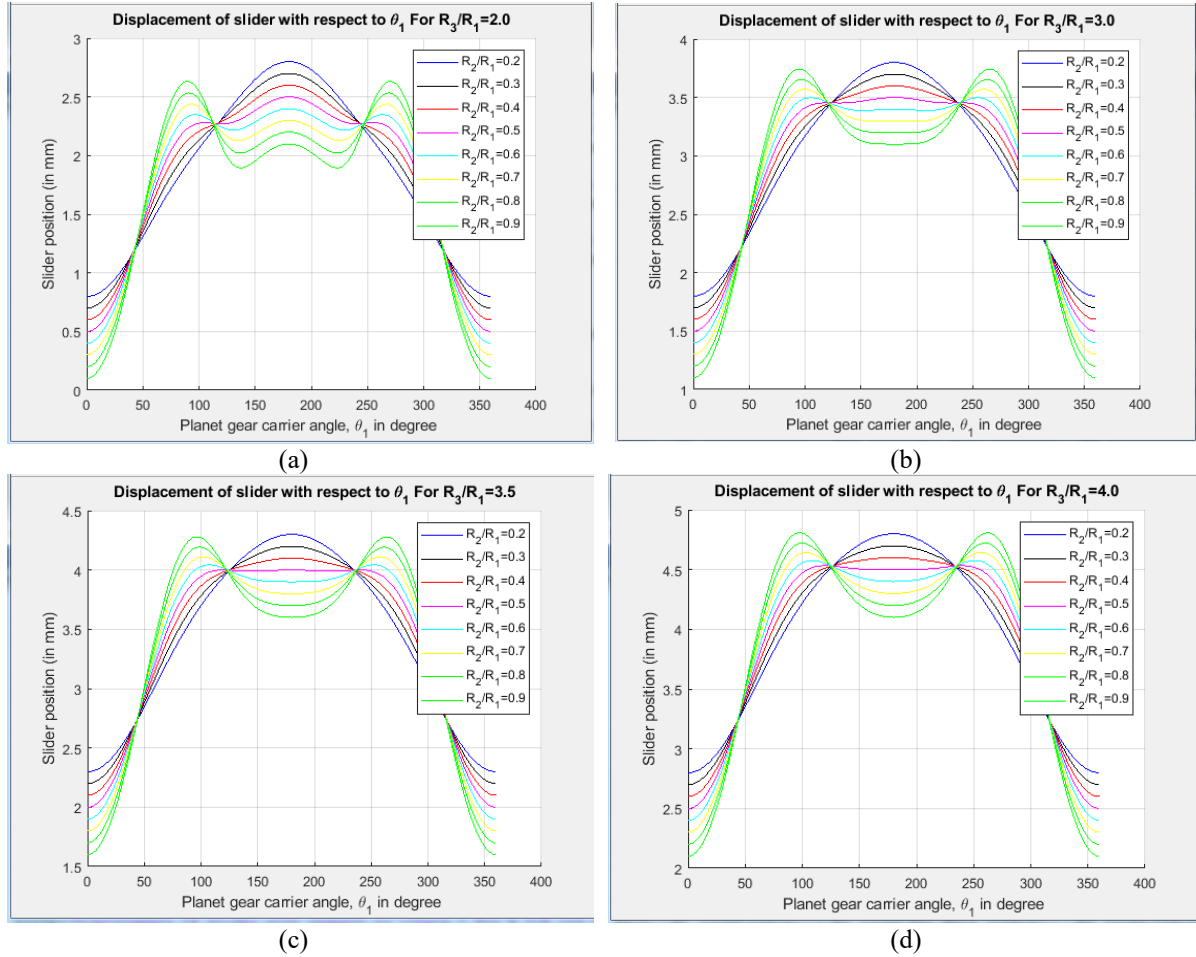 Displacement of slider with respect to θ1 For R3/R1=2.0
Slider position (in mm)
3
2.5
2
1.5
1
0.5
0
0 50 100 150 200 250 300 350 400
Planet gear carrier angle, θ1 in degree
R2/R1=0.2
R2/R1=0.3
R2/R1=0.4
R2/R1=0.5
R2/R1=0.6
R2/R1=0.7
R2/R1=0.8
R2/R1=0.9
(a)
Displacement of slider with respect to θ1 For R3/R1=3.0
Slider position (in mm)
4
3.5
3
2.5
2
1.5
1
0 50 100 150 200 250 300 350 400
Planet gear carrier angle, θ1 in degree
R2/R1=0.2
R2/R1=0.3
R2/R1=0.4
R2/R1=0.5
R2/R1=0.6
R2/R1=0.7
R2/R1=0.8
R2/R1=0.9
(b)
Displacement of slider with respect to θ1 For R3/R1=3.5
Slider position (in mm)
4.5
4
3.5
3
2.5
2
1.5
0 50 100 150 200 250 300 350 400
Planet gear carrier angle, θ1 in degree
R2/R1=0.2
R2/R1=0.3
R2/R1=0.4
R2/R1=0.5
R2/R1=0.6
R2/R1=0.7
R2/R1=0.8
R2/R1=0.9
(c)
Displacement of slider with respect to θ1 For R3/R1=4.0
Slider position (in mm)
5
4.5
4
3.5
3
2.5
2
0 50 100 150 200 250 300 350 400
Planet gear carrier angle, θ1 in degree
R2/R1=0.2
R2/R1=0.3
R2/R1=0.4
R2/R1=0.5
R2/R1=0.6
R2/R1=0.7
R2/R1=0.8
R2/R1=0.9
(d)